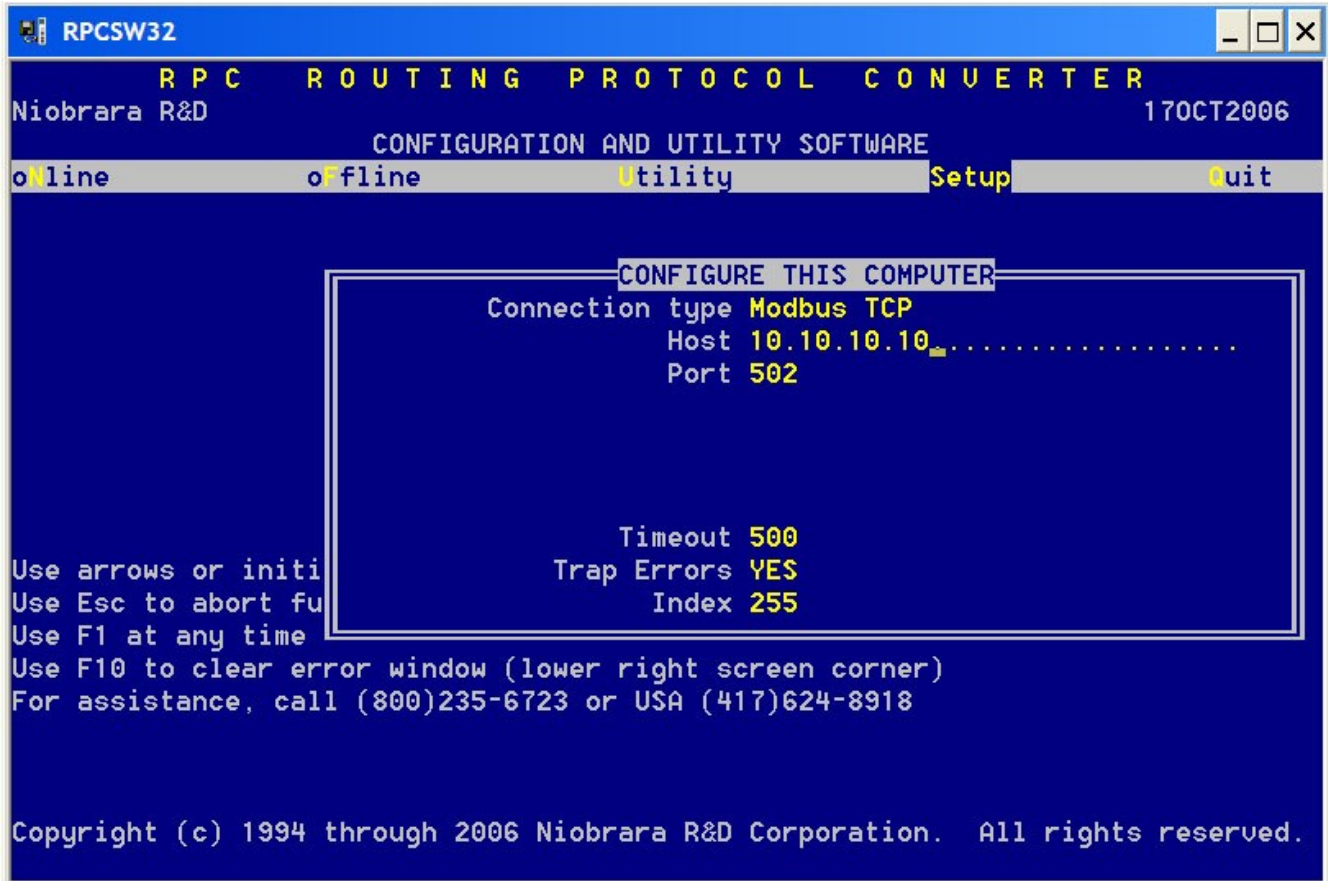 RPCSW32
RPC ROUTING PROTOCOL CONVERTER
Niobrara R&D 17OCT2006
CONFIGURATION AND UTILITY SOFTWARE
oNline oFfline Utility Setup Quit
CONFIGURE THIS COMPUTER
Connection type Modbus TCP
Host 10.10.10.10...................
Port 502
Timeout 500
Use arrows or initi Trap Errors YES
Use Esc to abort fu Index 255
Use F1 at any time
Use F10 to clear error window (lower right screen corner)
For assistance, call (800)235-6723 or USA (417)624-8918
Copyright (c) 1994 through 2006 Niobrara R&D Corporation. All rights reserved.